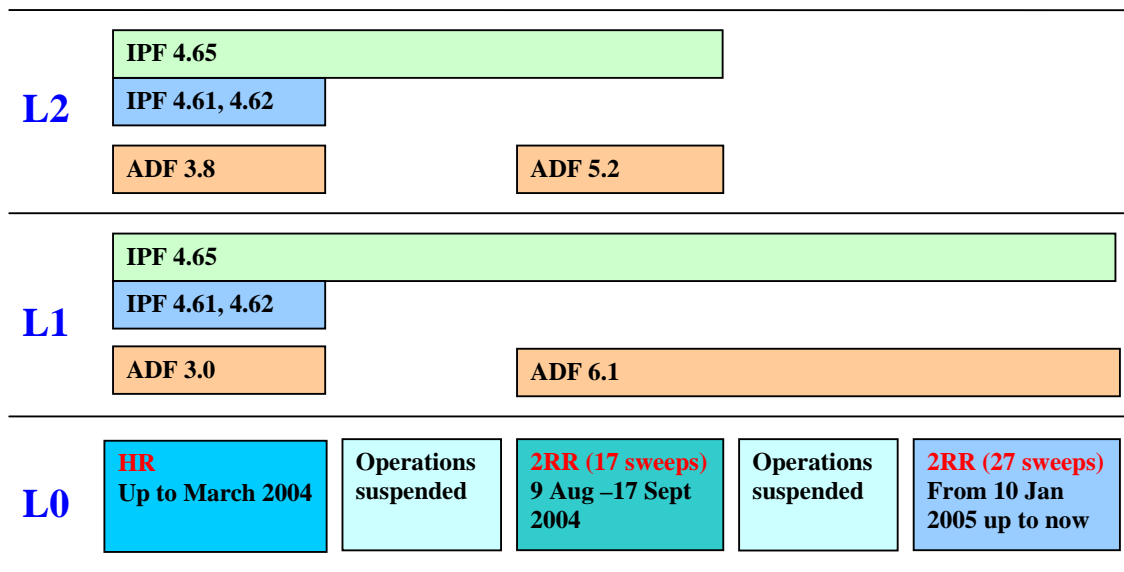 L2
IPF 4.65
IPF 4.61, 4.62
ADF 3.8
ADF 5.2
L1
IPF 4.65
IPF 4.61, 4.62
ADF 3.0
ADF 6.1
L0
HR
Up to March 2004
Operations
suspended
2RR (17 sweeps)
9 Aug –17 Sept
2004
Operations
suspended
2RR (27 sweeps)
From 10 Jan
2005 up to now